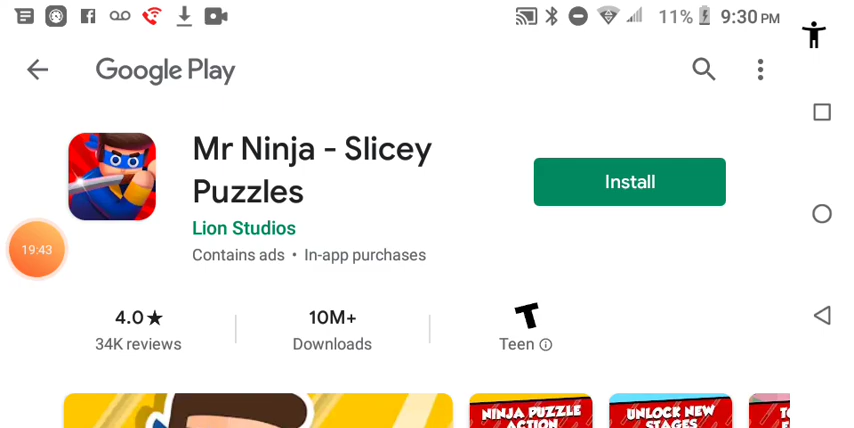 11% 9:30 PM
Google Play
Mr Ninja - Slicey
Puzzles
Install
Lion Studios
Contains ads • In-app purchases
19:43
4.0★
34K reviews
10M+
Downloads
T
Teen
NINJA PUZZLE
ACTION
UNLOCK NEW
STAGES